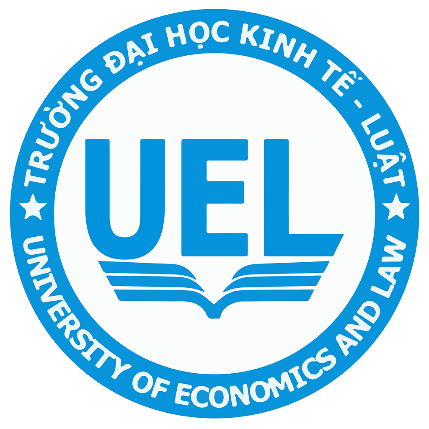 TRƯỜNG ĐẠI HỌC KINH TẾ - LUẬT
UEL
UNIVERSITY OF ECONOMICS AND LAW